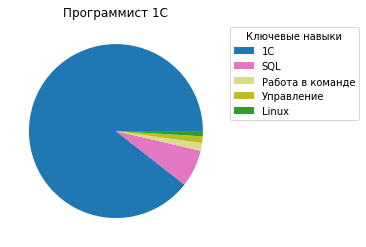 Программист 1С
Ключевые навыки
1С
SQL
Работа в команде
Управление
Linux